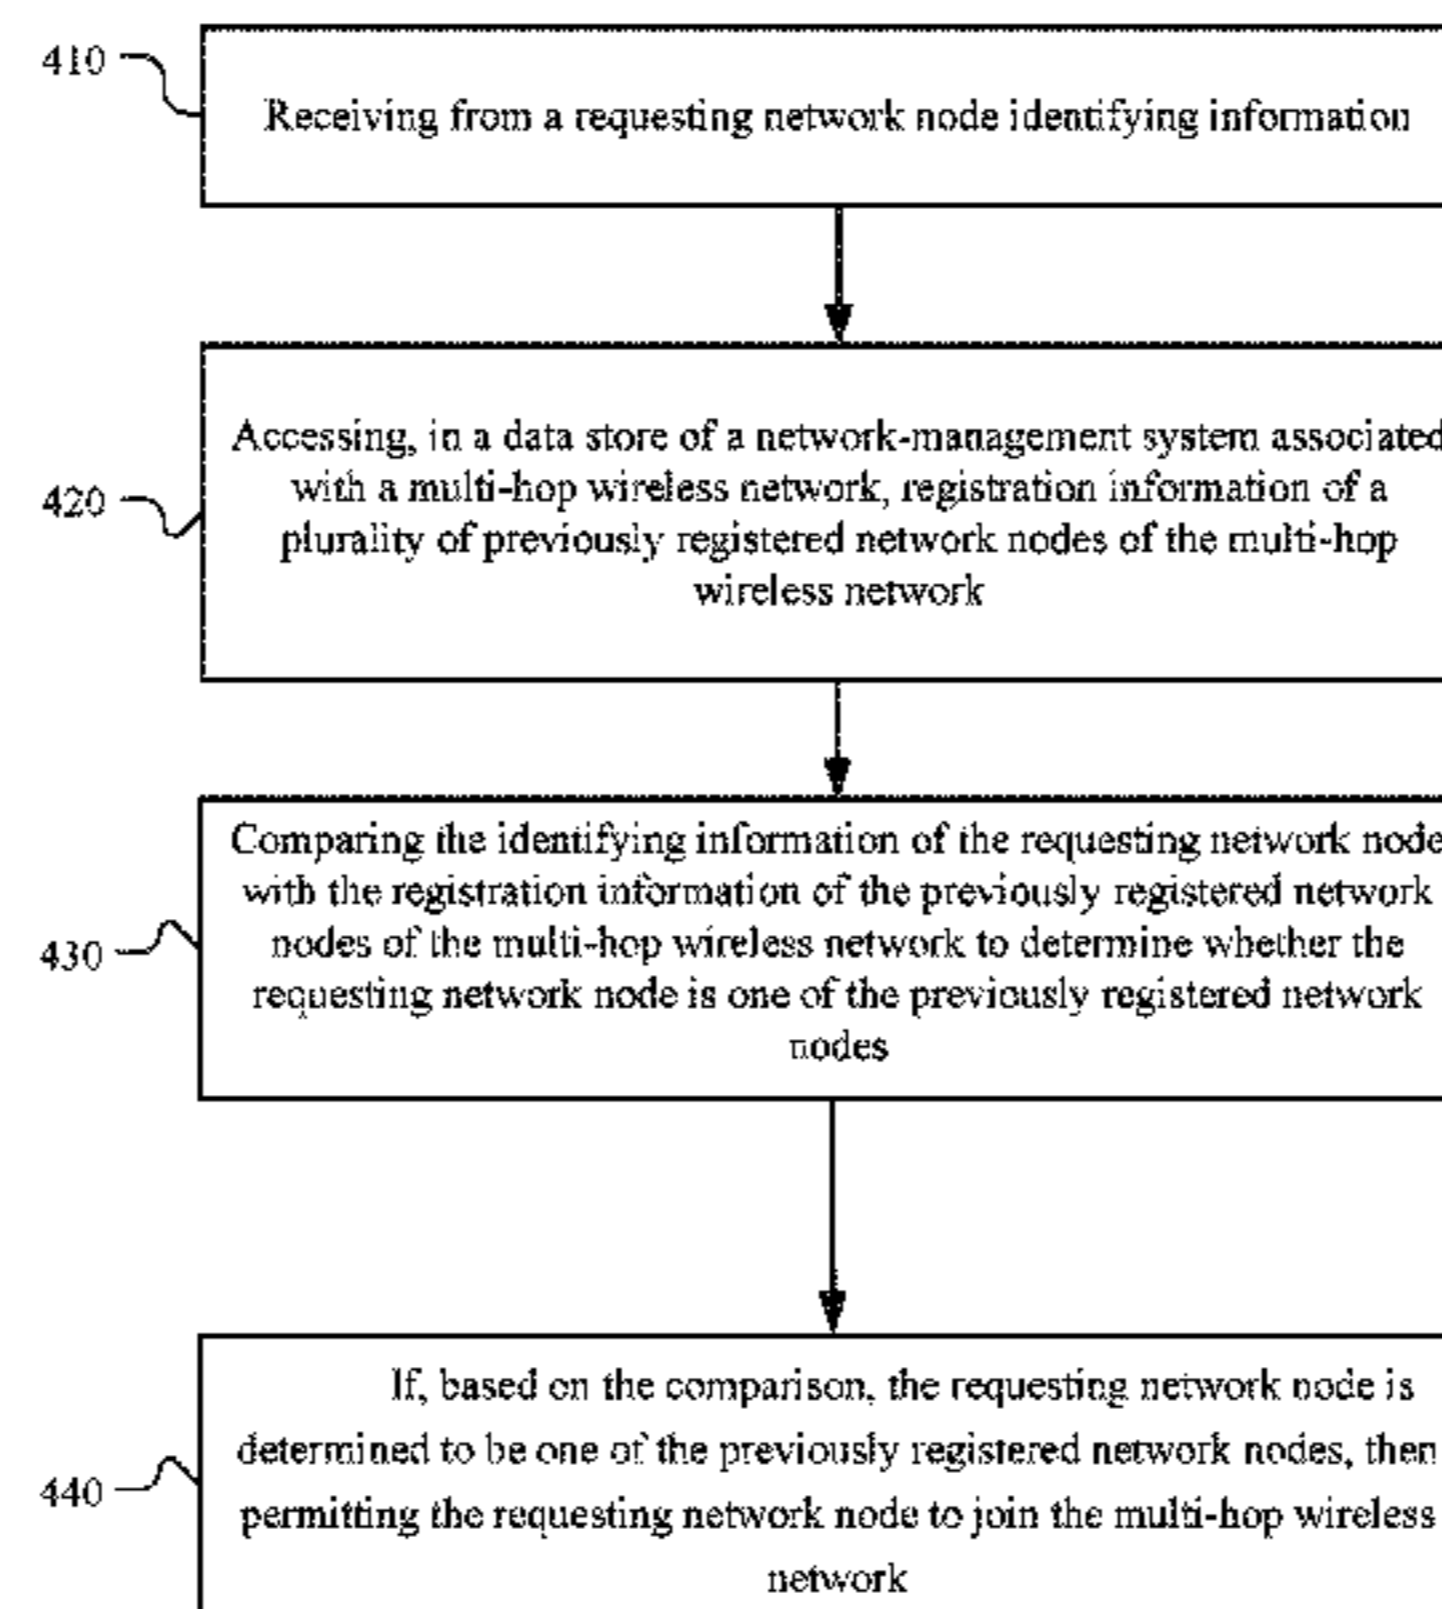 410
Receiving from a requesting network node identifying information
Accessing, in a data store of a network-management system associated
with a multi-hop wireless network, registration information of a
420
plurality of previously registered network nodes of the multi-hop
wireless network
Comparing the identifying information of the requesting network node
with the registration information of the previously registered network
nodes of the multi-hop wireless network to determine whether the
430
requesting network node is one of the previously registered network
nodes
If, based on the comparison, the requesting network node is
determined to be one of the previously registered network nodes, then
440
permitting the requesting network node to join the multi-hop wireless
network